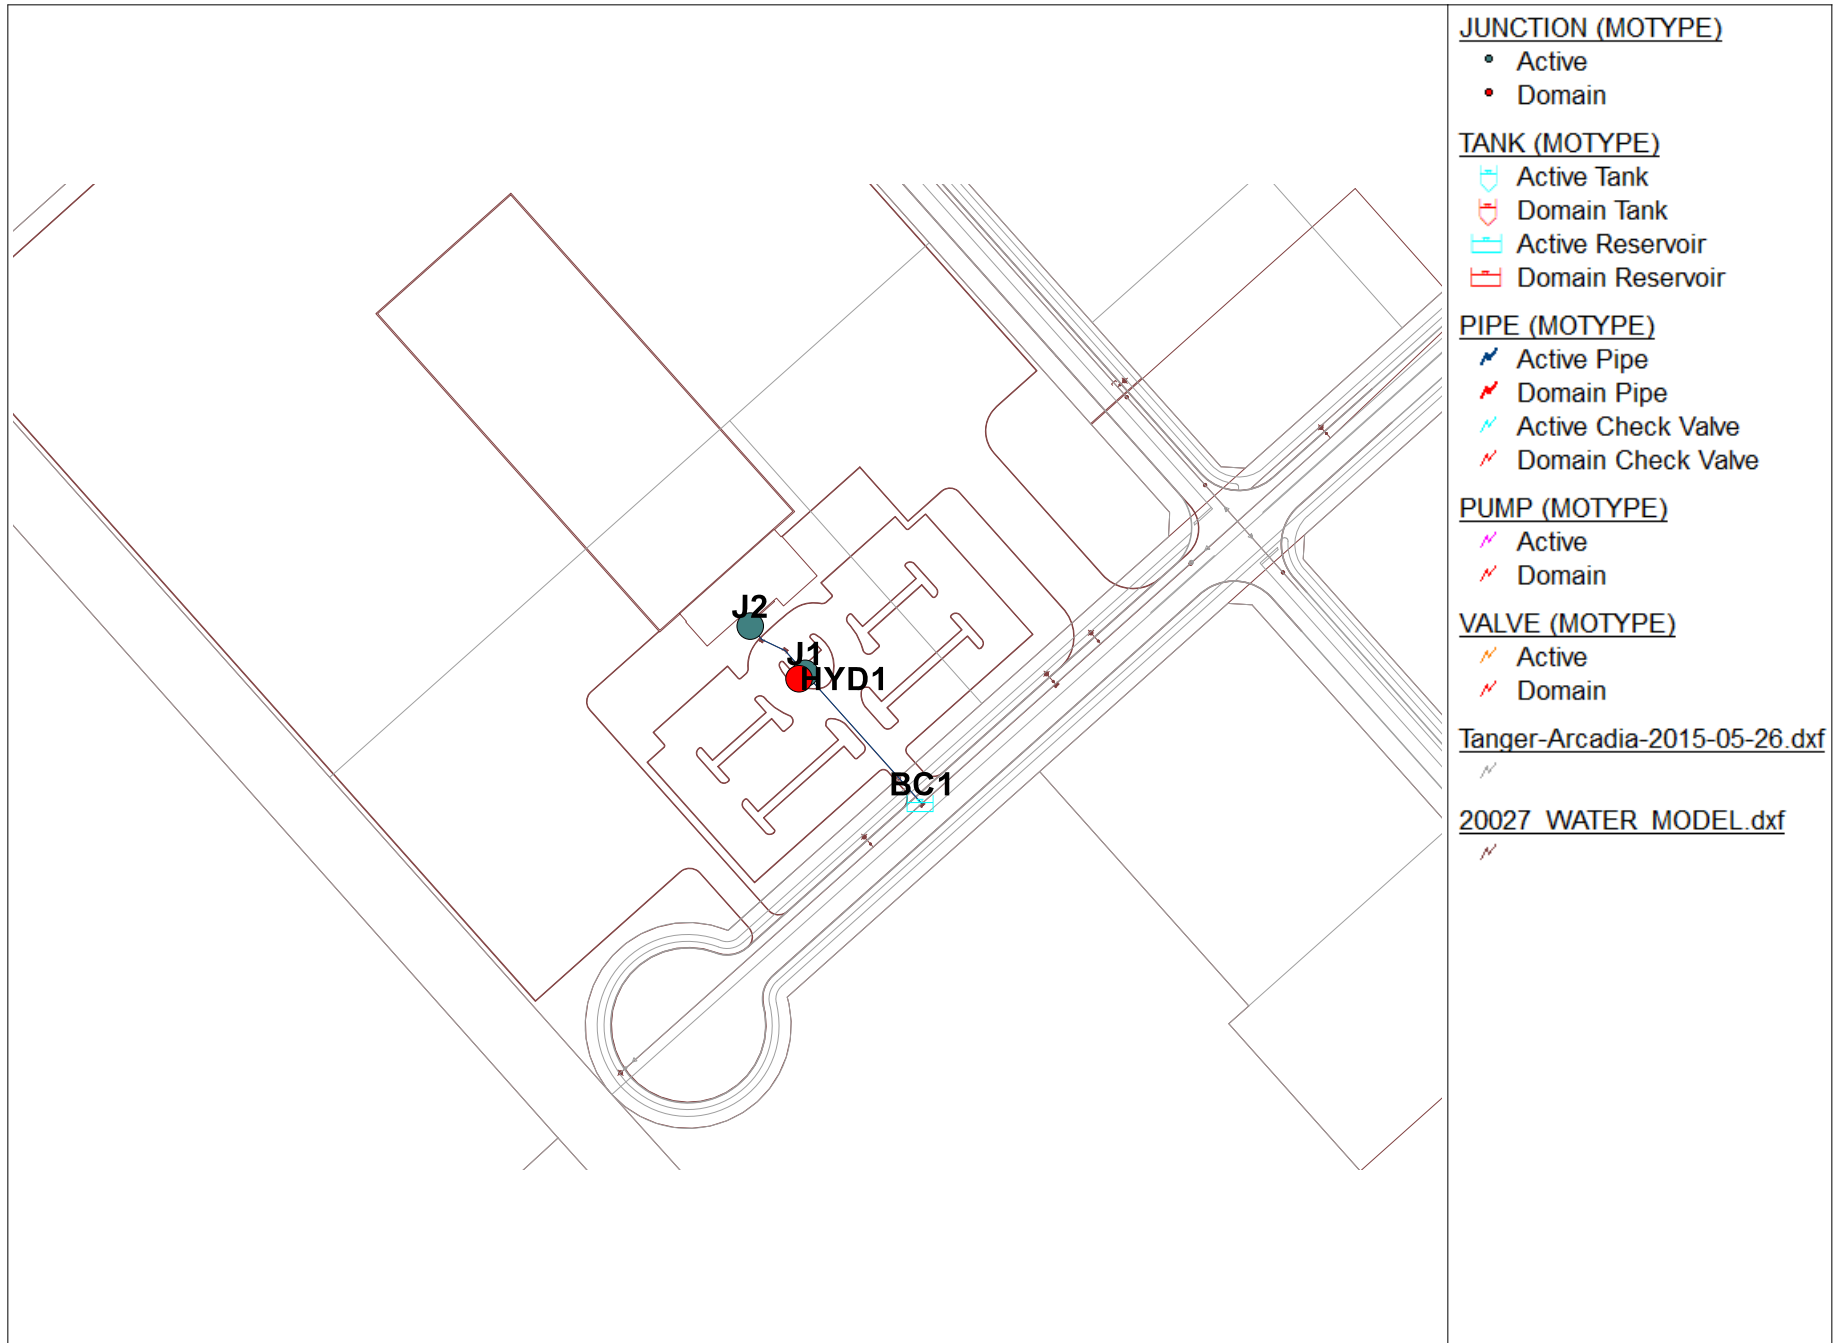 J2
J1
HYD1
BC1
JUNCTION (MOTYPE)
Active
Domain
TANK (MOTYPE)
Active Tank
Domain Tank
Active Reservoir
Domain Reservoir
PIPE (MOTYPE)
Active Pipe
Domain Pipe
Active Check Valve
Domain Check Valve
PUMP (MOTYPE)
Active
Domain
VALVE (MOTYPE)
Active
Domain
Tanger-Arcadia-2015-05-26.dxf
20027_WATER_MODEL.dxf